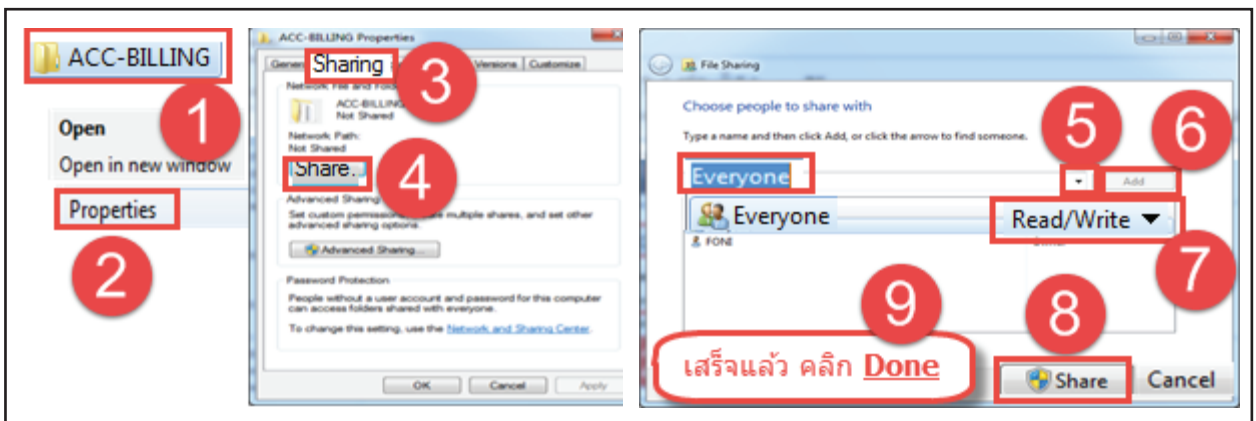 ACC-BILLING
1
Open
Open in new window
Properties
2
ACC-BILLING Properties
Sharing
Versions
Customize
3
Network File and Fold
ACC-BILLING
Not Shared
Network Path:
Not Shared
Share.
4
Advanced Sharing
Set custom permissions, multiple shares, and set other
advanced sharing options.
Advanced Sharing...
Password Protection
People without a user account and password for this computer
can access folders shared with everyone.
To change this setting, use the Network and Sharing Center.
OK
Cancel
Apply
File Sharing
Choose people to share with
Type a name and then click Add, or click the arrow to find someone.
5
6
Everyone
Add
Everyone
Read/Write
FONE
7
9
8
เสร็จแล้ว คลิก Done
Share
Cancel